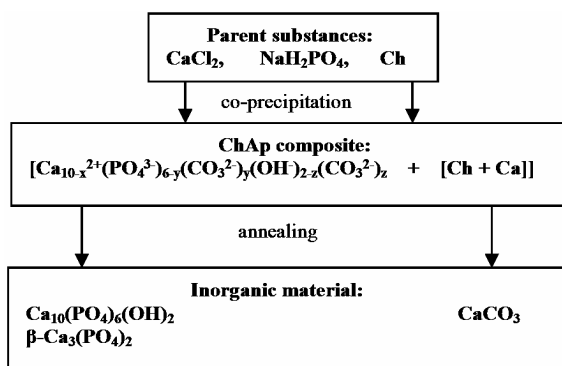 Parent substances:
CaCl₂, NaH₂PO₄, Ch
co-precipitation
ChAp composite:
[Ca₁₀₋ₓ²⁺(PO₄³⁻)₆₋ᵧ(CO₃²⁻)ᵧ(OH⁻)₂₋z(CO₃²⁻)z + [Ch + Ca]]
annealing
Inorganic material:
Ca₁₀(PO₄)₆(OH)₂ CaCO₃
β-Ca₃(PO₄)₂